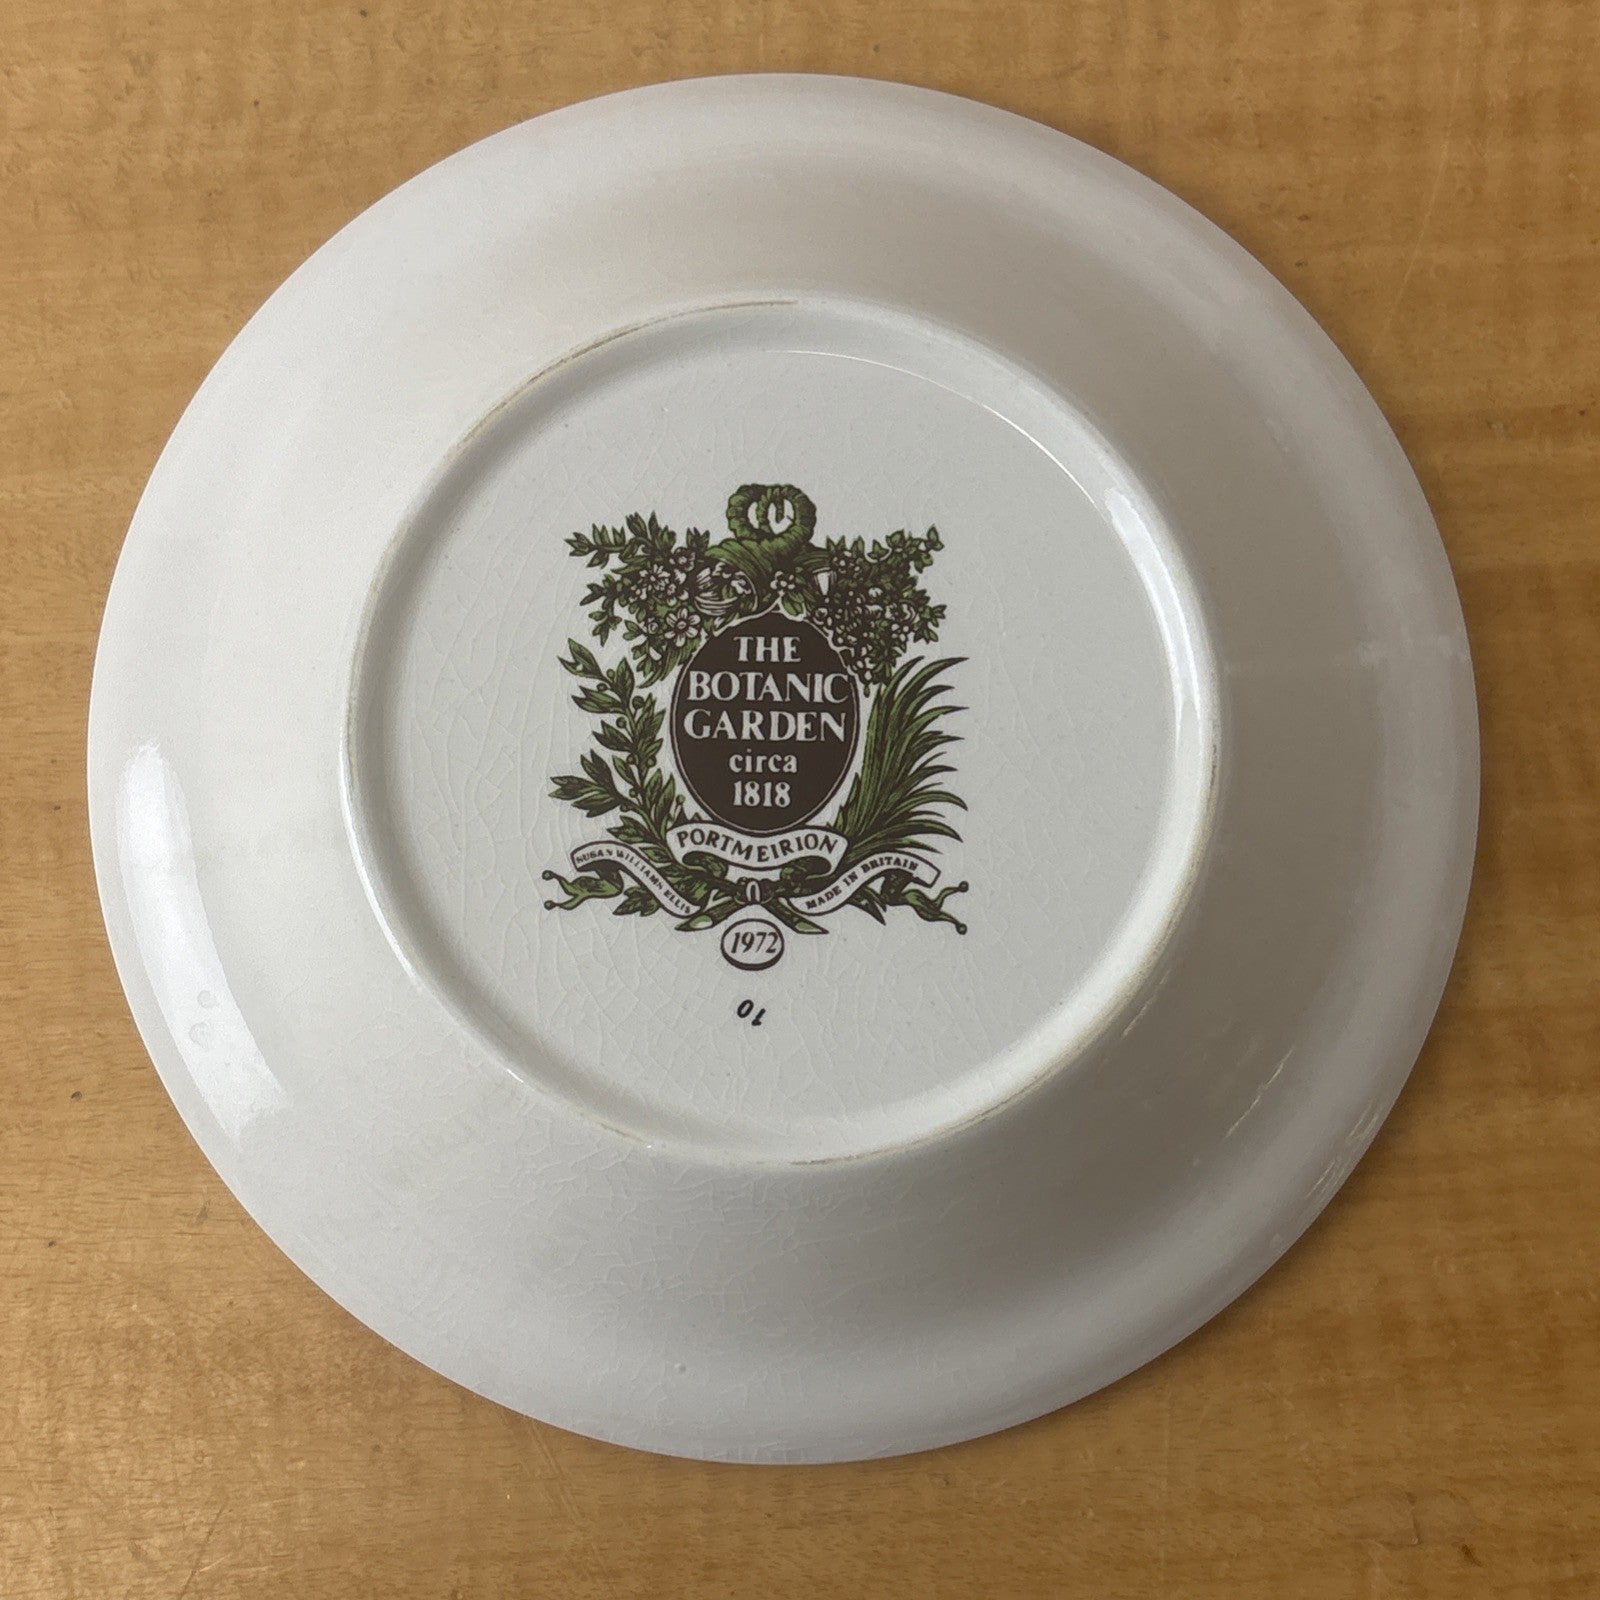 THE
BOTANIC
GARDEN
circa
1818
PORTMEIRION
SUSAN WILLIAMS ELLIS
MADE IN BRITAIN
1972
10